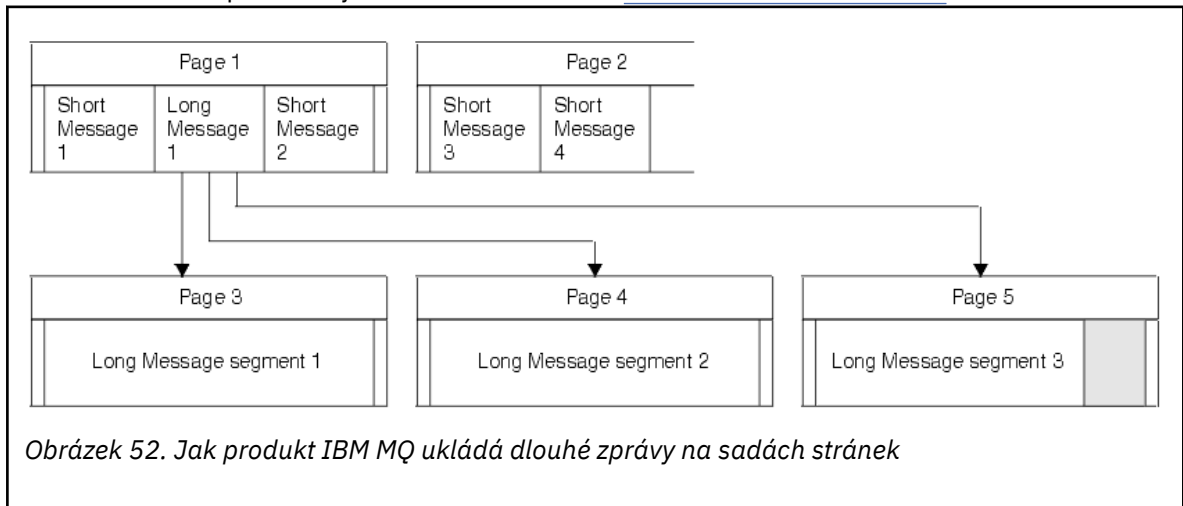 Page 1
Page 2
Short
Message
1
Long
Message
1
Short
Message
2
Short
Message
3
Short
Message
4
Page 3
Page 4
Page 5
Long Message segment 1
Long Message segment 2
Long Message segment 3
Obrázek 52. Jak produkt IBM MQ ukládá dlouhé zprávy na sadách stránek